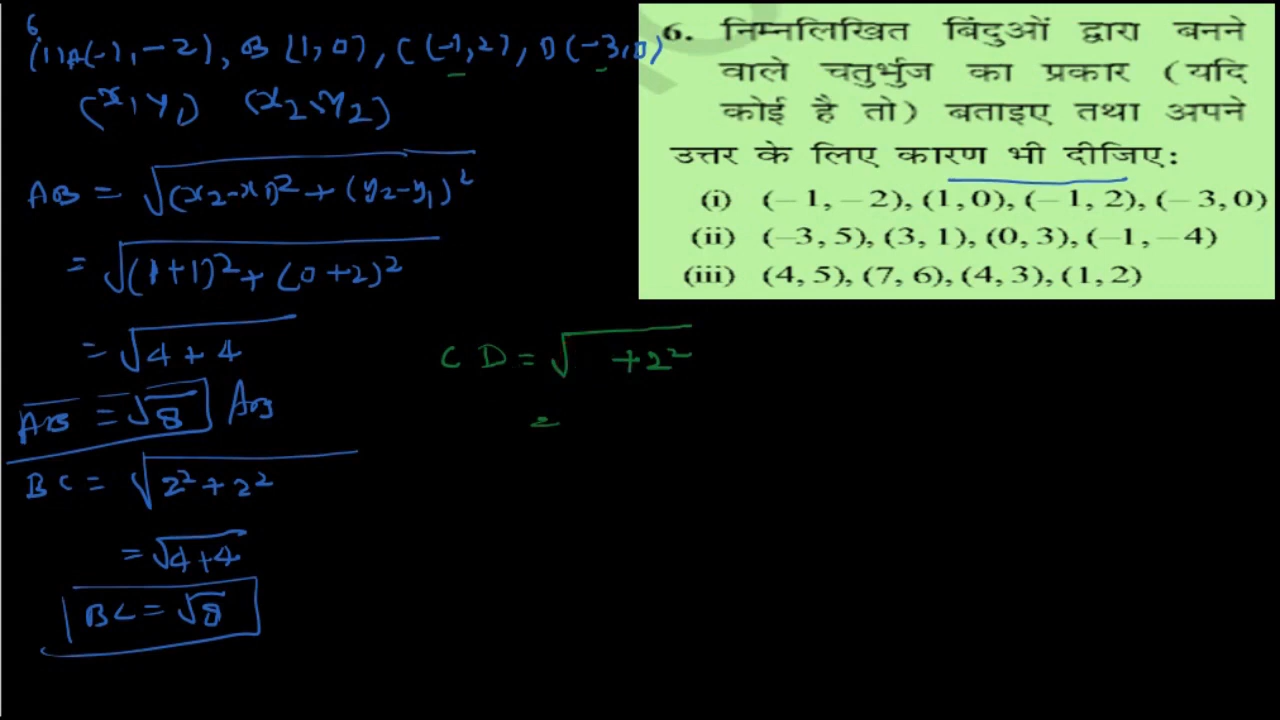 6
(i) A(-1, -2), B (1, 0), C (-1, 2), D (-3, 0)
(x1 y1) (x2, y2)
AB = √(x2-x1)² + (y2-y1)²
= √(1+1)² + (0+2)²
= √4+4
AB = √8 Ans
BC = √2²+2²
= √4+4
BC = √8
CD = √ +2²
=
6. निम्नलिखित बिंदुओं द्वारा बनने
वाले चतुर्भुज का प्रकार (यदि
कोई है तो) बताइए तथा अपने
उत्तर के लिए कारण भी दीजिए:
(i) (– 1, – 2), (1, 0), (– 1, 2), (– 3, 0)
(ii) (–3, 5), (3, 1), (0, 3), (–1, – 4)
(iii) (4, 5), (7, 6), (4, 3), (1, 2)